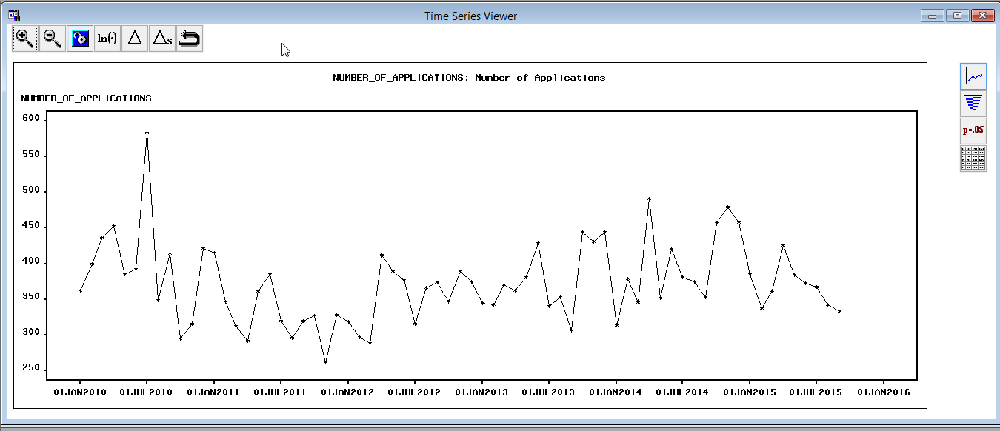 Time Series Viewer
ln(·) Δ Δs
NUMBER_OF_APPLICATIONS: Number of Applications
NUMBER_OF_APPLICATIONS
600
550
500
450
400
350
300
250
01JAN2010 01JUL2010 01JAN2011 01JUL2011 01JAN2012 01JUL2012 01JAN2013 01JUL2013 01JAN2014 01JUL2014 01JAN2015 01JUL2015 01JAN2016
p=.05